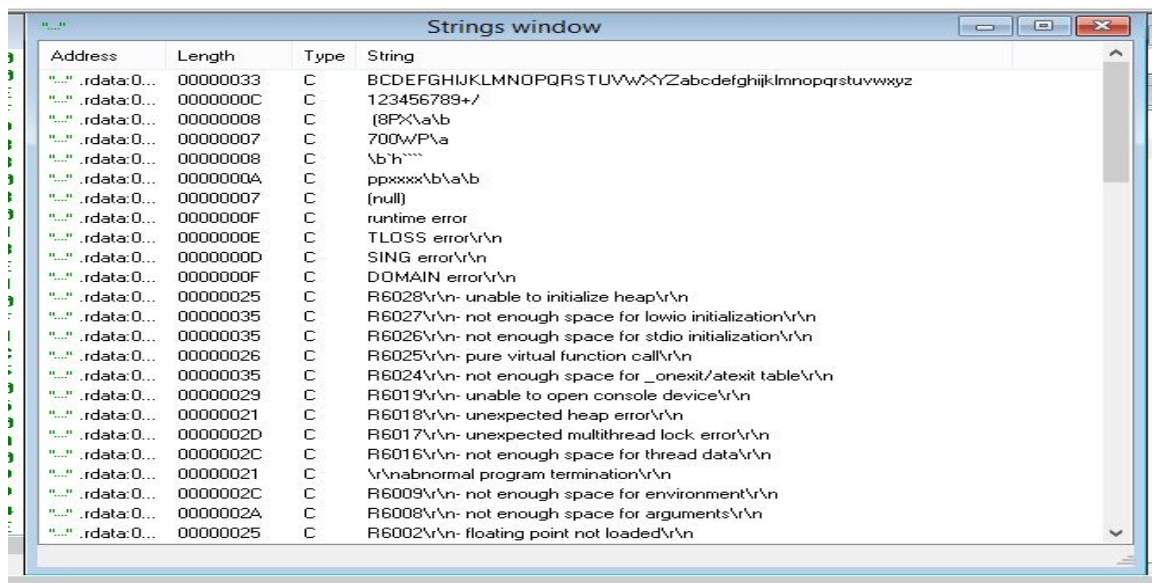 Strings window
Address Length Type String
"..." .rdata:0... 00000033 C BCDEFGHIJKLMNOPQRSTUVWXYZabcdefghijklmnopqrstuvwxyz
"..." .rdata:0... 0000000C C 123456789+/
"..." .rdata:0... 00000008 C (8PX\a\b
"..." .rdata:0... 00000007 C 700WP\a
"..." .rdata:0... 00000008 C \b`h````
"..." .rdata:0... 0000000A C ppxxxx\b\a\b
"..." .rdata:0... 00000007 C (null)
"..." .rdata:0... 0000000F C runtime error
"..." .rdata:0... 0000000E C TLOSS error\r\n
"..." .rdata:0... 0000000D C SING error\r\n
"..." .rdata:0... 0000000F C DOMAIN error\r\n
"..." .rdata:0... 00000025 C R6028\r\n- unable to initialize heap\r\n
"..." .rdata:0... 00000035 C R6027\r\n- not enough space for lowio initialization\r\n
"..." .rdata:0... 00000035 C R6026\r\n- not enough space for stdio initialization\r\n
"..." .rdata:0... 00000026 C R6025\r\n- pure virtual function call\r\n
"..." .rdata:0... 00000035 C R6024\r\n- not enough space for _onexit/atexit table\r\n
"..." .rdata:0... 00000029 C R6019\r\n- unable to open console device\r\n
"..." .rdata:0... 00000021 C R6018\r\n- unexpected heap error\r\n
"..." .rdata:0... 0000002D C R6017\r\n- unexpected multithread lock error\r\n
"..." .rdata:0... 0000002C C R6016\r\n- not enough space for thread data\r\n
"..." .rdata:0... 00000021 C \r\nabnormal program termination\r\n
"..." .rdata:0... 0000002C C R6009\r\n- not enough space for environment\r\n
"..." .rdata:0... 0000002A C R6008\r\n- not enough space for arguments\r\n
"..." .rdata:0... 00000025 C R6002\r\n- floating point not loaded\r\n